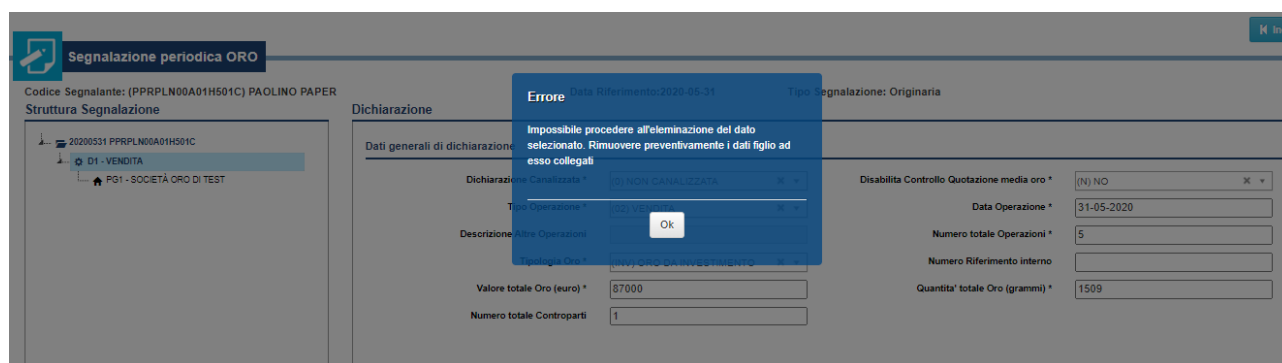 In
Segnalazione periodica ORO
Codice Segnalante: (PPRPLN00A01H501C) PAOLINO PAPER Data Riferimento:2020-05-31 Tipo Segnalazione: Originaria
Struttura Segnalazione
Dichiarazione
Errore
Impossibile procedere all'eleminazione del dato
selezionato. Rimuovere preventivamente i dati figlio ad
esso collegati
Ok
20200531 PPRPLN00A01H501C
D1 - VENDITA
PG1 - SOCIETÀ ORO DI TEST
Dati generali di dichiarazione
Dichiarazione Canalizzata * (0) NON CANALIZZATA Disabilita Controllo Quotazione media oro * (N) NO
Tipo Operazione * (02) VENDITA Data Operazione * 31-05-2020
Descrizione Altre Operazioni Numero totale Operazioni * 5
Tipologia Oro * (INV) ORO DA INVESTIMENTO Numero Riferimento interno
Valore totale Oro (euro) * 87000 Quantita' totale Oro (grammi) * 1509
Numero totale Controparti 1